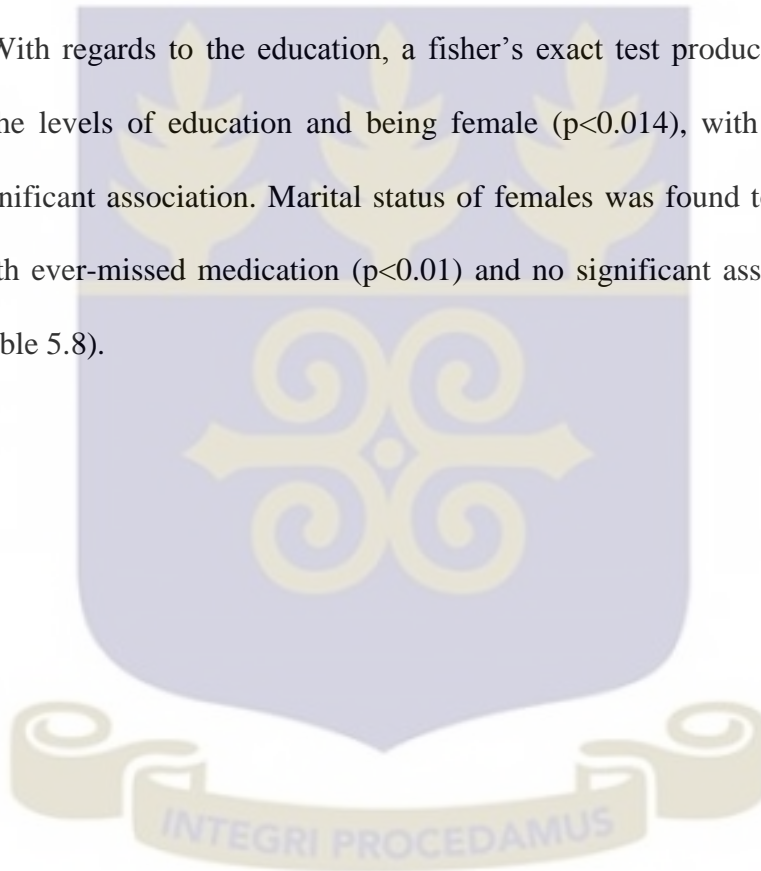 With regards to the education, a fisher’s exact test produc
ne levels of education and being female (p<0.014), with
nificant association. Marital status of females was found t
th ever-missed medication (p<0.01) and no significant ass
ble 5.8).
INTEGRI PROCEDAMUS